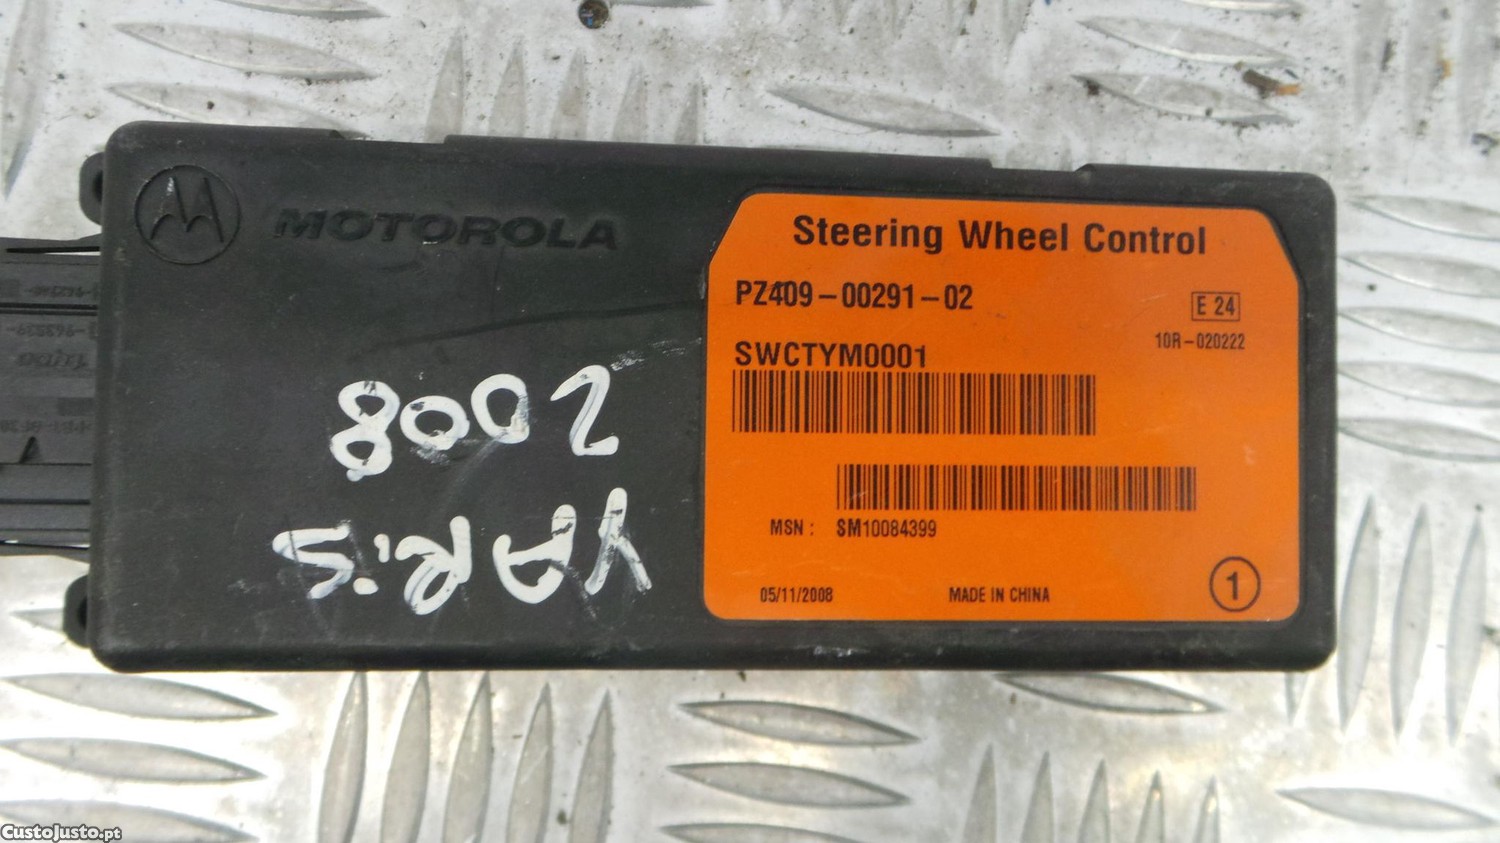 MOTOROLA
Steering Wheel Control
PZ409-00291-02
E 24
10R-020222
SWCTYM0001
MSN: SM10084399
05/11/2008
MADE IN CHINA
1
YARiS
2008
CustoJusto.pt